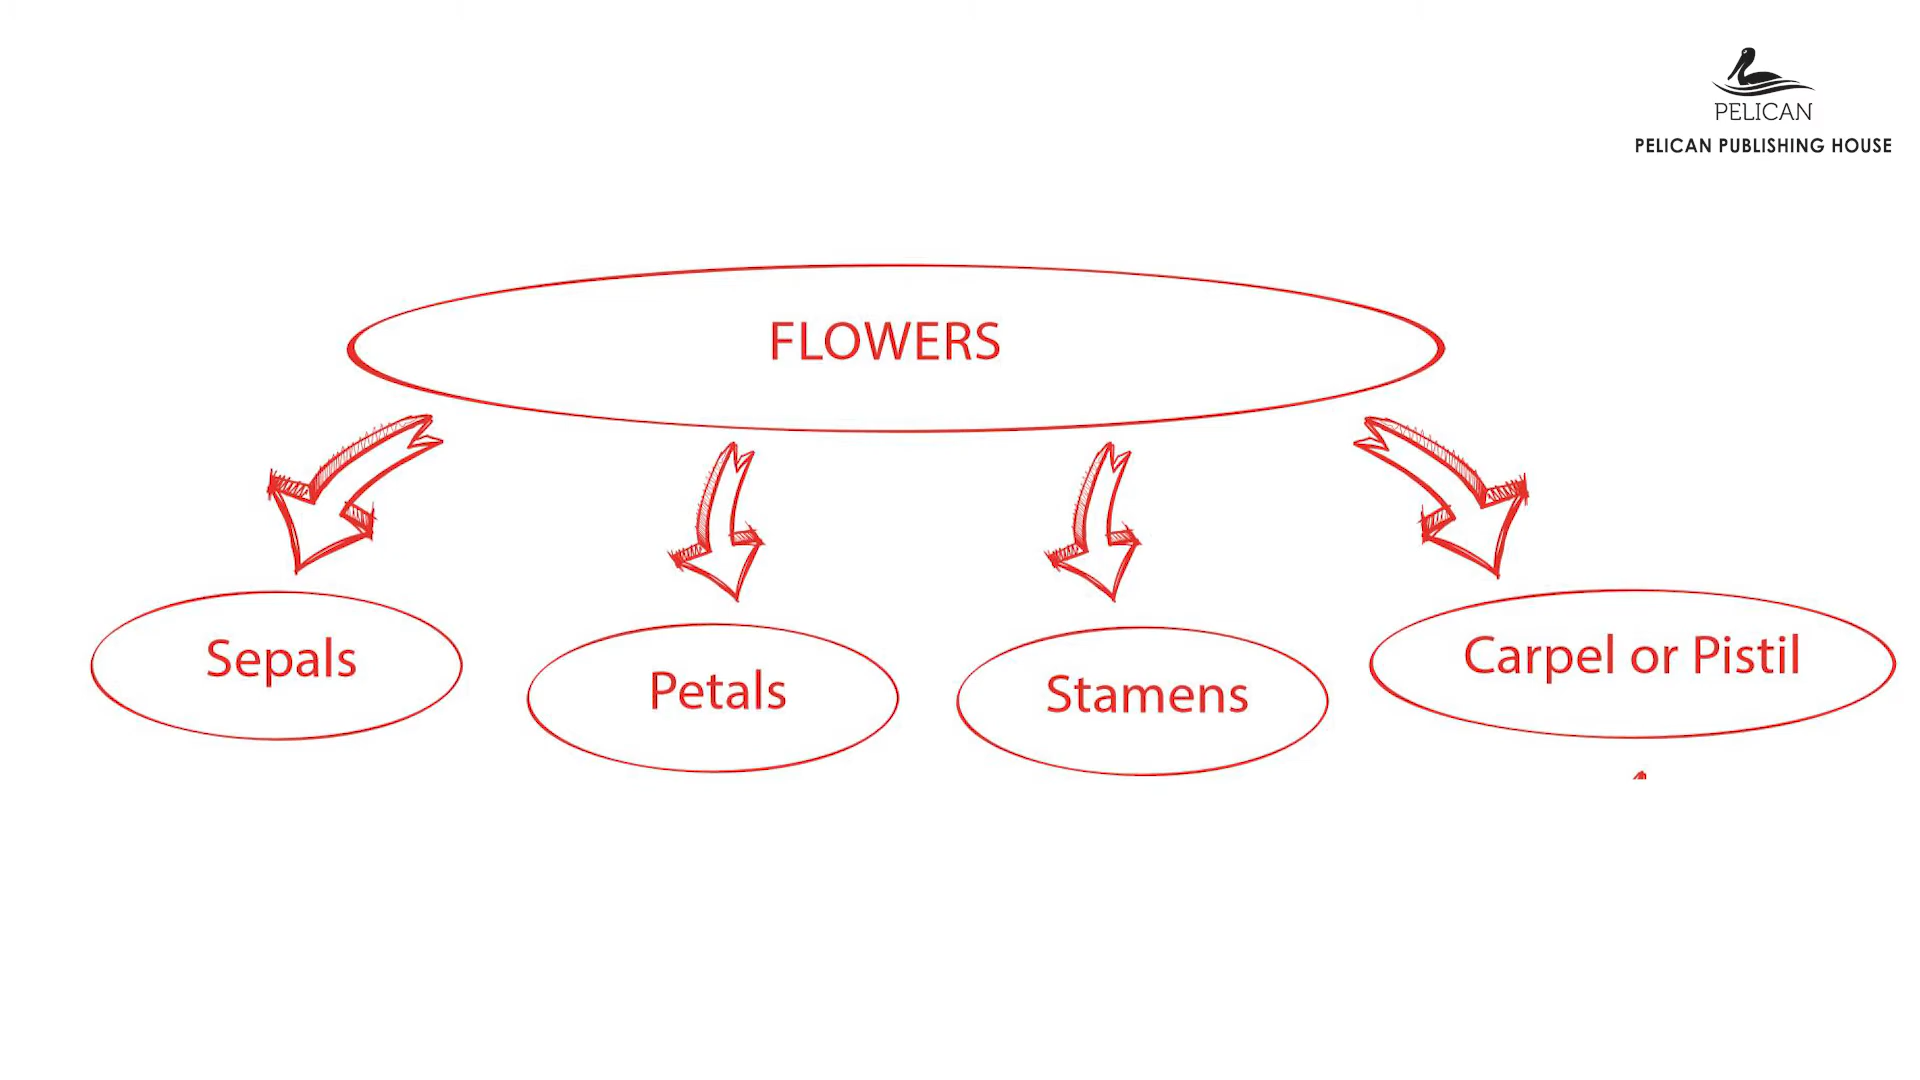 PELICAN
PELICAN PUBLISHING HOUSE
FLOWERS
Sepals
Petals
Stamens
Carpel or Pistil